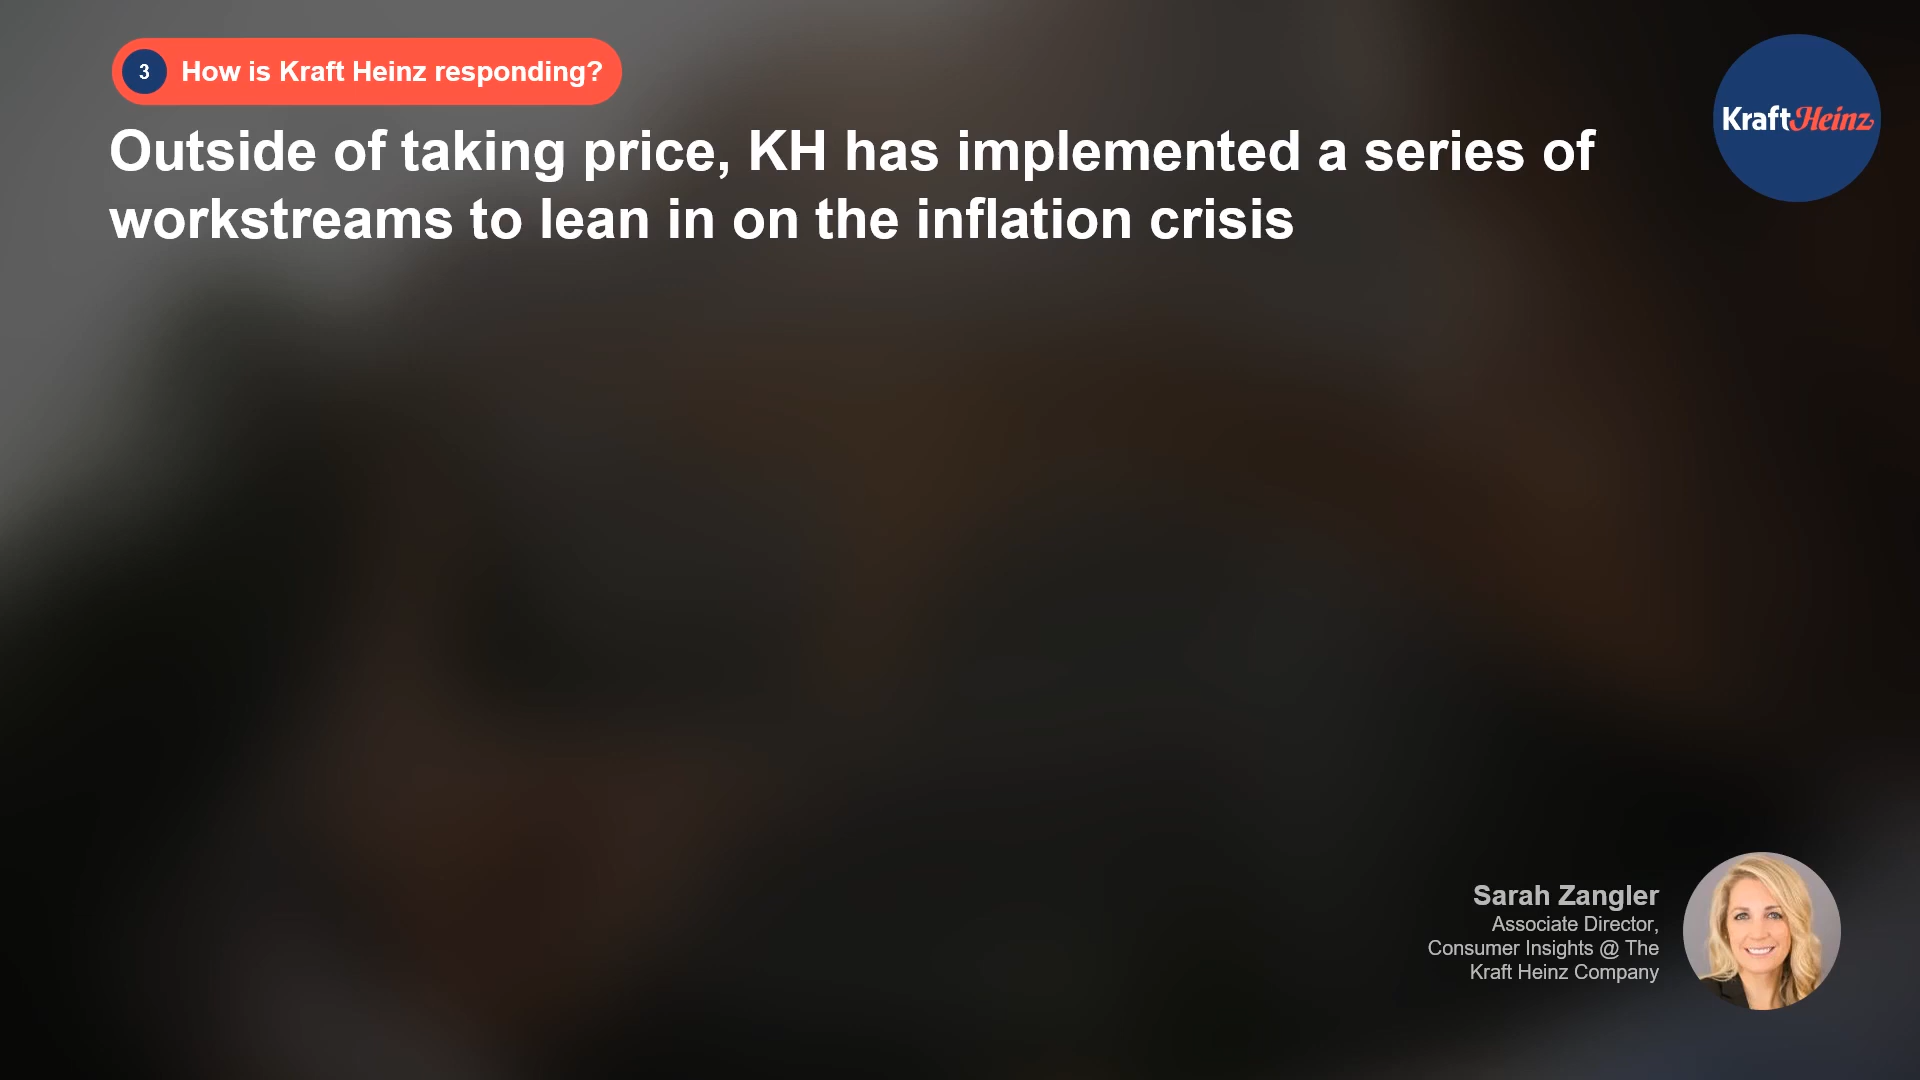 3 How is Kraft Heinz responding?
KraftHeinz
Outside of taking price, KH has implemented a series of
workstreams to lean in on the inflation crisis
Sarah Zangler
Associate Director,
Consumer Insights @ The
Kraft Heinz Company